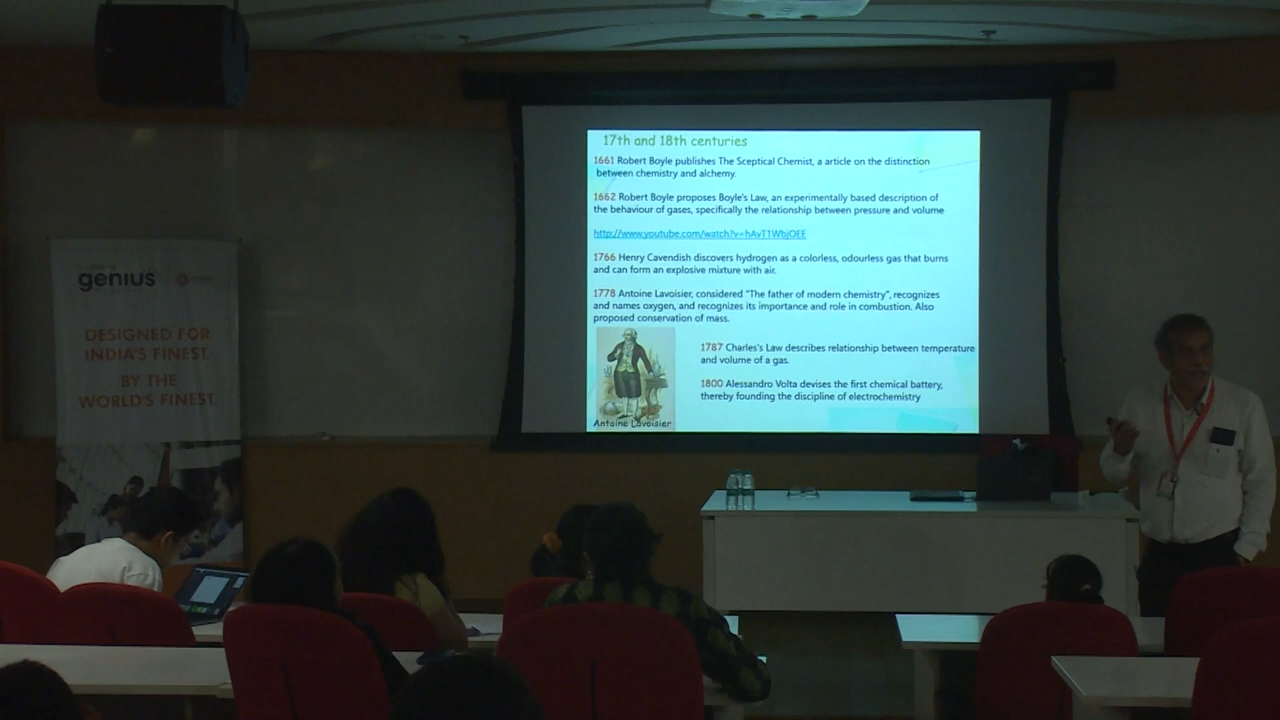 17th and 18th centuries
1661 Robert Boyle publishes The Sceptical Chemist, a article on the distinction
between chemistry and alchemy.
1662 Robert Boyle proposes Boyle's Law, an experimentally based description of
the behaviour of gases, specifically the relationship between pressure and volume
http://www.youtube.com/watch?v=hAvT1WbjOEE
1766 Henry Cavendish discovers hydrogen as a colorless, odourless gas that burns
and can form an explosive mixture with air.
1778 Antoine Lavoisier, considered "The father of modern chemistry", recognizes
and names oxygen, and recognizes its importance and role in combustion. Also
proposed conservation of mass.
1787 Charles's Law describes relationship between temperature
and volume of a gas.
1800 Alessandro Volta devises the first chemical battery,
thereby founding the discipline of electrochemistry
Antoine Lavoisier
genius
DESIGNED FOR
INDIA'S FINEST.
BY THE
WORLD'S FINEST.